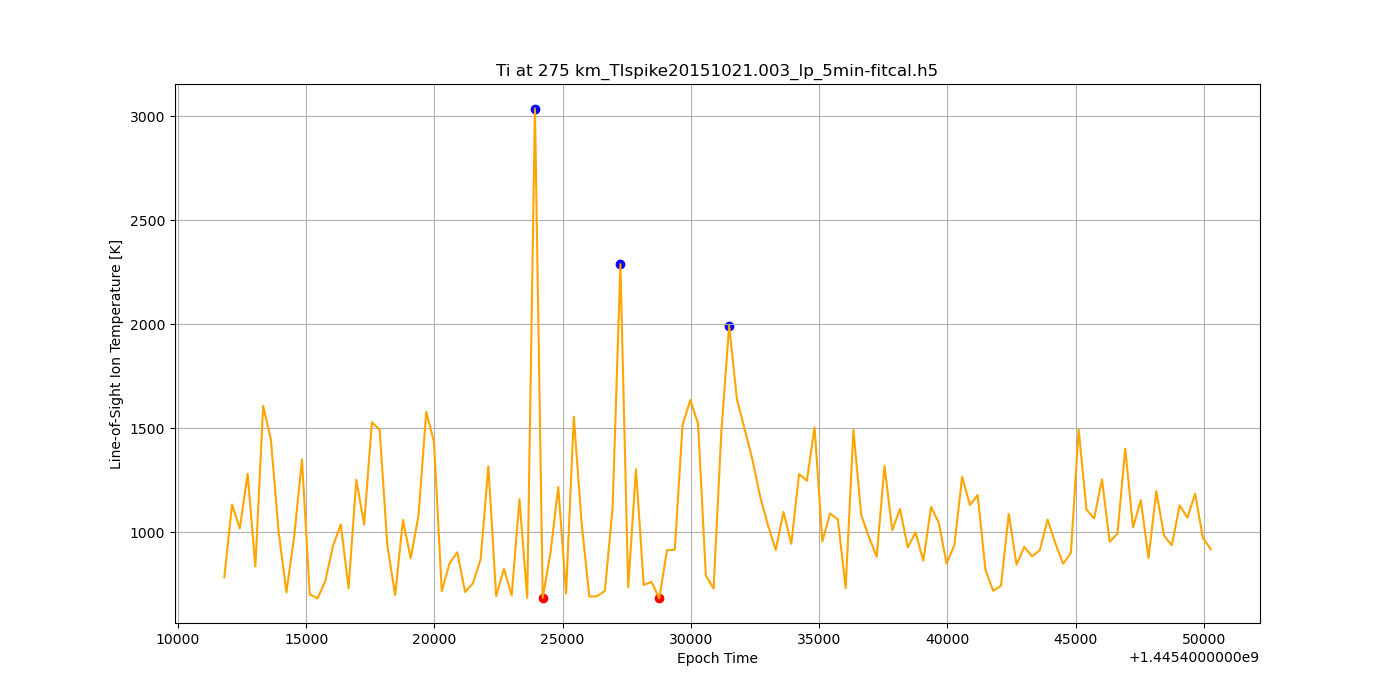 Ti at 275 km_TIspike20151021.003_lp_5min-fitcal.h5
Line-of-Sight Ion Temperature [K]
3000
2500
2000
1500
1000
10000 15000 20000 25000 30000 35000 40000 45000 50000
Epoch Time
+1.4454000000e9